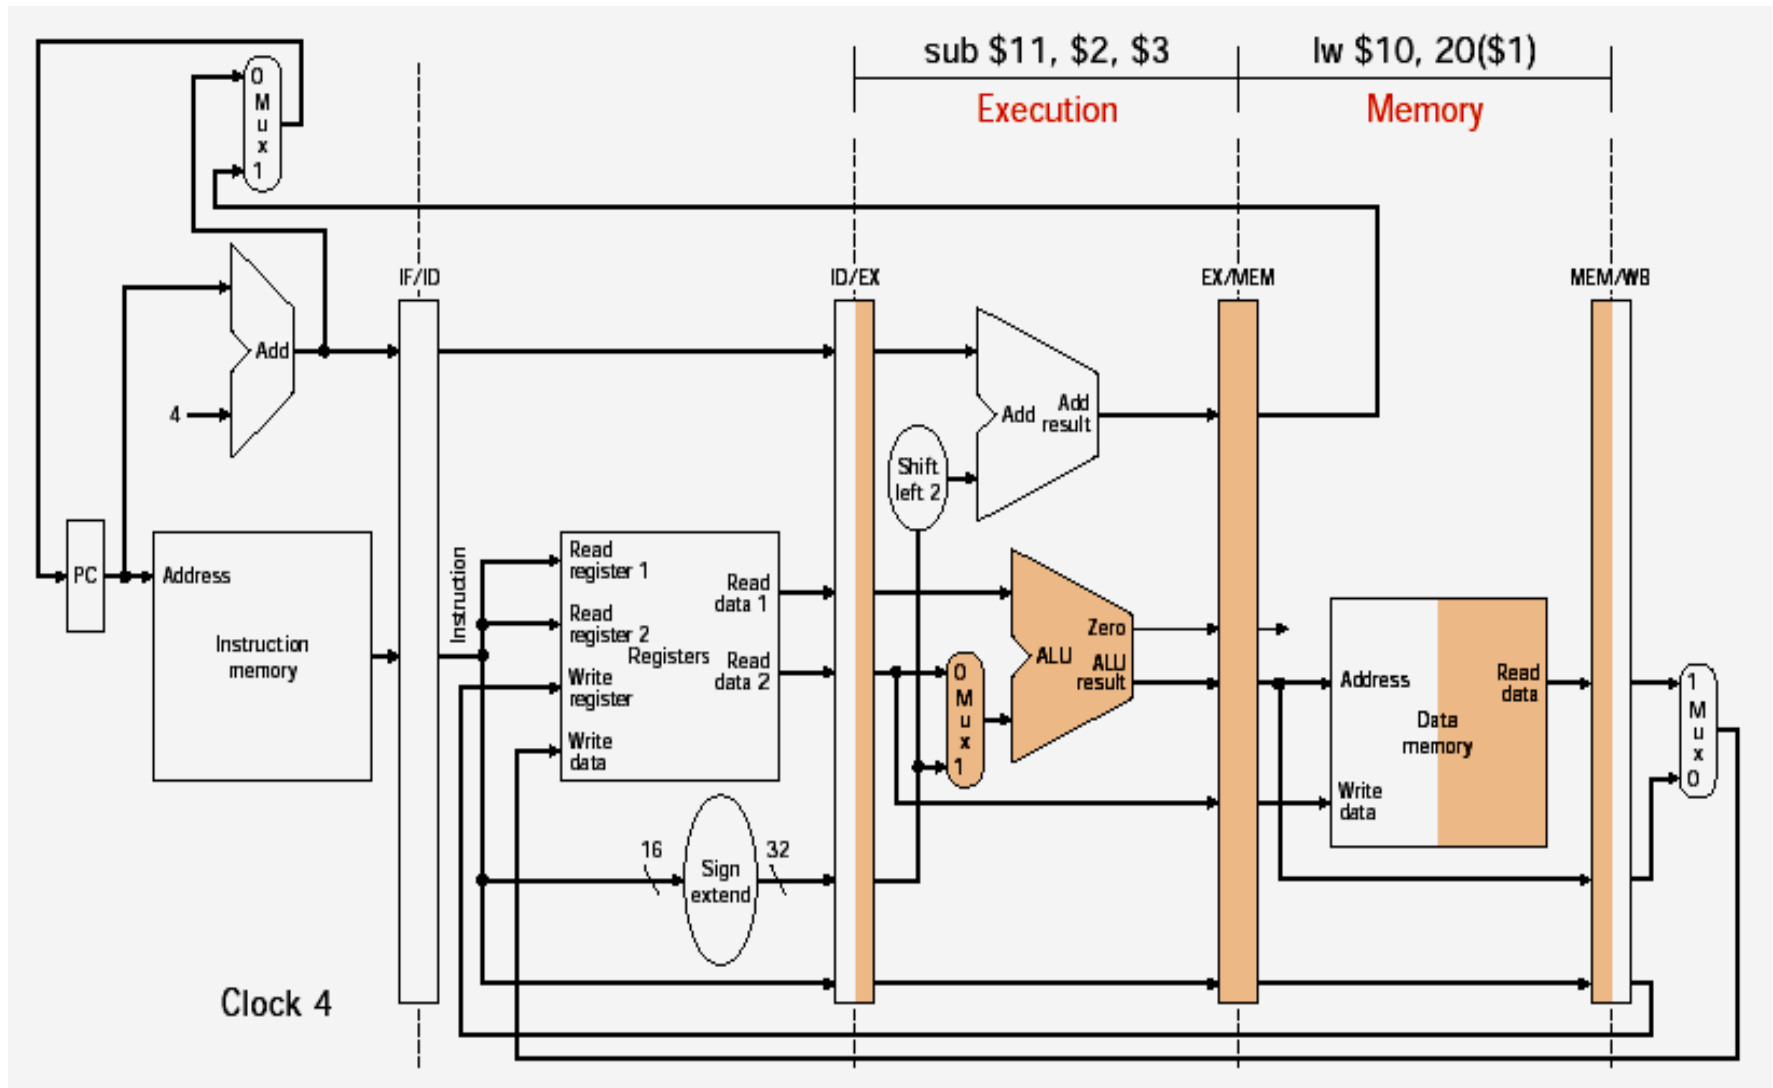 sub $11, $2, $3
lw $10, 20($1)
Execution
Memory
0
M
u
x
1
IF/ID
ID/EX
EX/MEM
MEM/WB
Add
4
Add
Add
result
Shift
left 2
PC
Address
Instruction
memory
Instruction
Read
register 1
Read
register 2
Write
register
Write
data
Registers
Read
data 1
Read
data 2
0
M
u
x
1
Zero
ALU
ALU
result
Address
Write
data
Data
memory
Read
data
1
M
u
x
0
16
Sign
extend
32
Clock 4